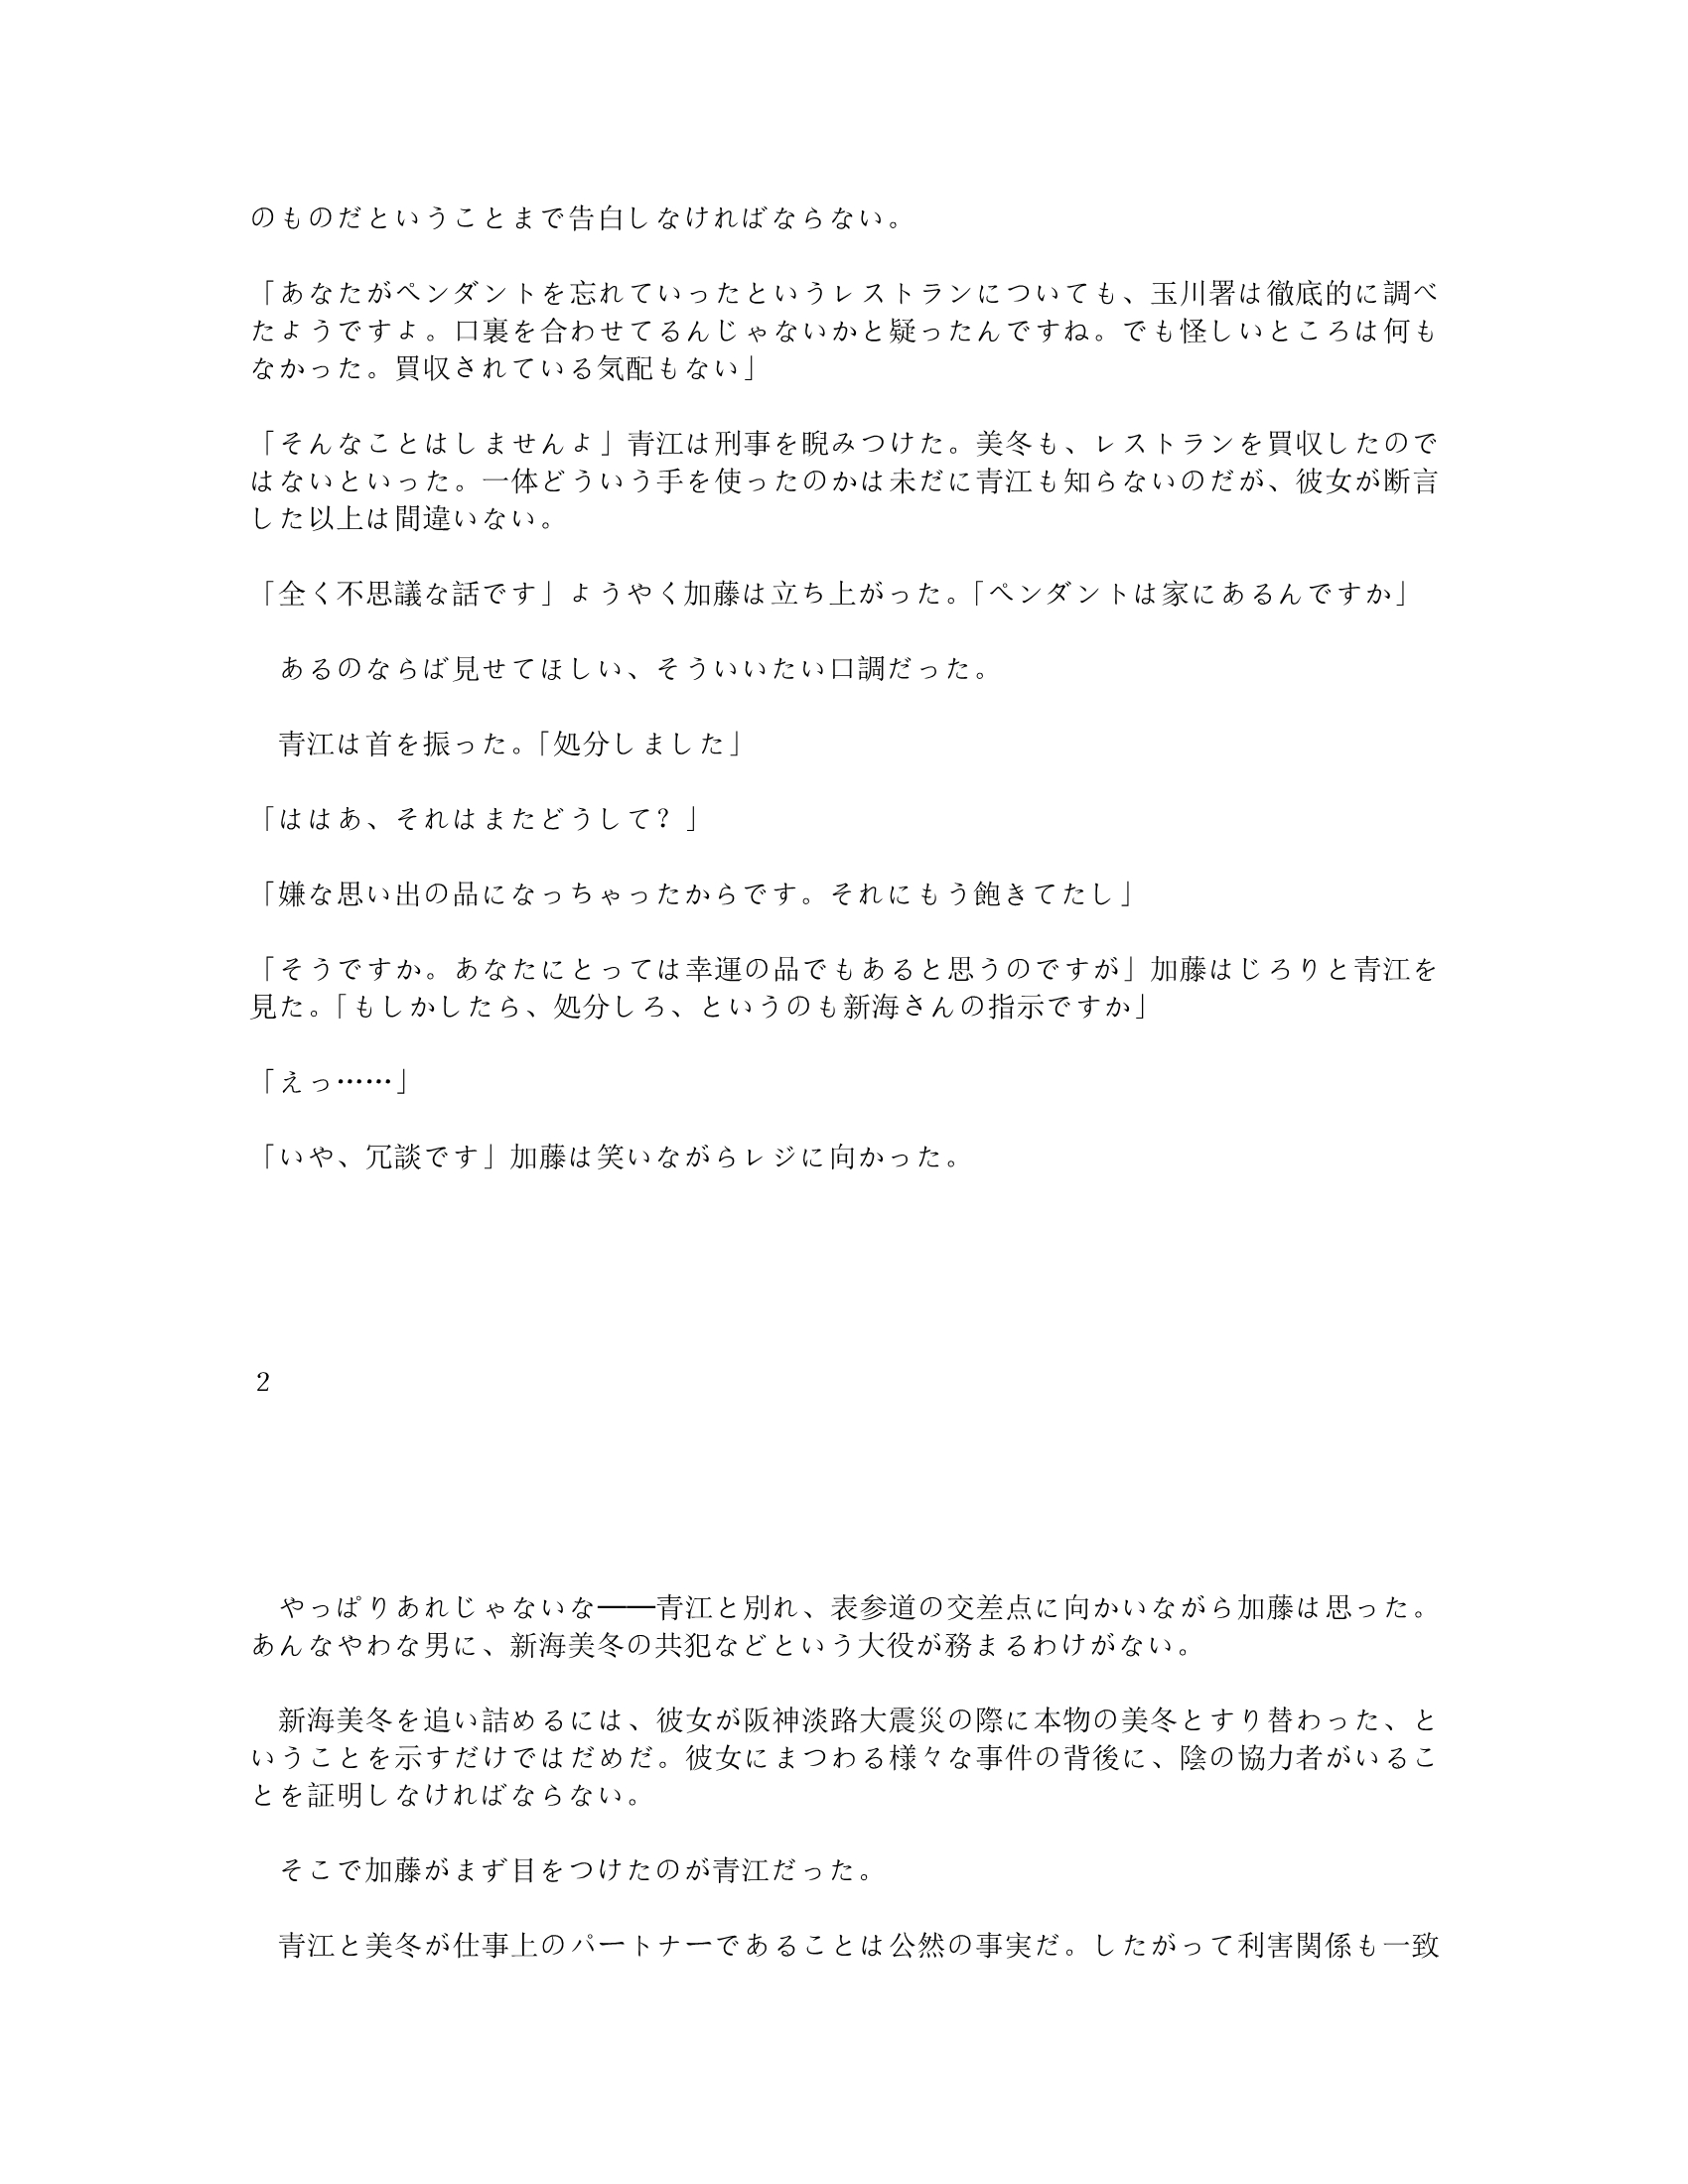 のものだということまで告白しなければならない。
「あなたがペンダントを忘れていったというレストランについても、玉川署は徹底的に調べ
たようですよ。口裏を合わせてるんじゃないかと疑ったんですね。でも怪しいところは何も
なかった。買収されている気配もない」
「そんなことはしませんよ」青江は刑事を睨みつけた。美冬も、レストランを買収したので
はないといった。一体どういう手を使ったのかは未だに青江も知らないのだが、彼女が断言
した以上は間違いない。
「全く不思議な話です」ようやく加藤は立ち上がった。「ペンダントは家にあるんですか」
　あるのならば見せてほしい、そういいたい口調だった。
　青江は首を振った。「処分しました」
「ははあ、それはまたどうして？」
「嫌な思い出の品になっちゃったからです。それにもう飽きてたし」
「そうですか。あなたにとっては幸運の品でもあると思うのですが」加藤はじろりと青江を
見た。「もしかしたら、処分しろ、というのも新海さんの指示ですか」
「えっ……」
「いや、冗談です」加藤は笑いながらレジに向かった。
２
　やっぱりあれじゃないな――青江と別れ、表参道の交差点に向かいながら加藤は思った。
あんなやわな男に、新海美冬の共犯などという大役が務まるわけがない。
　新海美冬を追い詰めるには、彼女が阪神淡路大震災の際に本物の美冬とすり替わった、と
いうことを示すだけではだめだ。彼女にまつわる様々な事件の背後に、陰の協力者がいるこ
とを証明しなければならない。
　そこで加藤がまず目をつけたのが青江だった。
　青江と美冬が仕事上のパートナーであることは公然の事実だ。したがって利害関係も一致